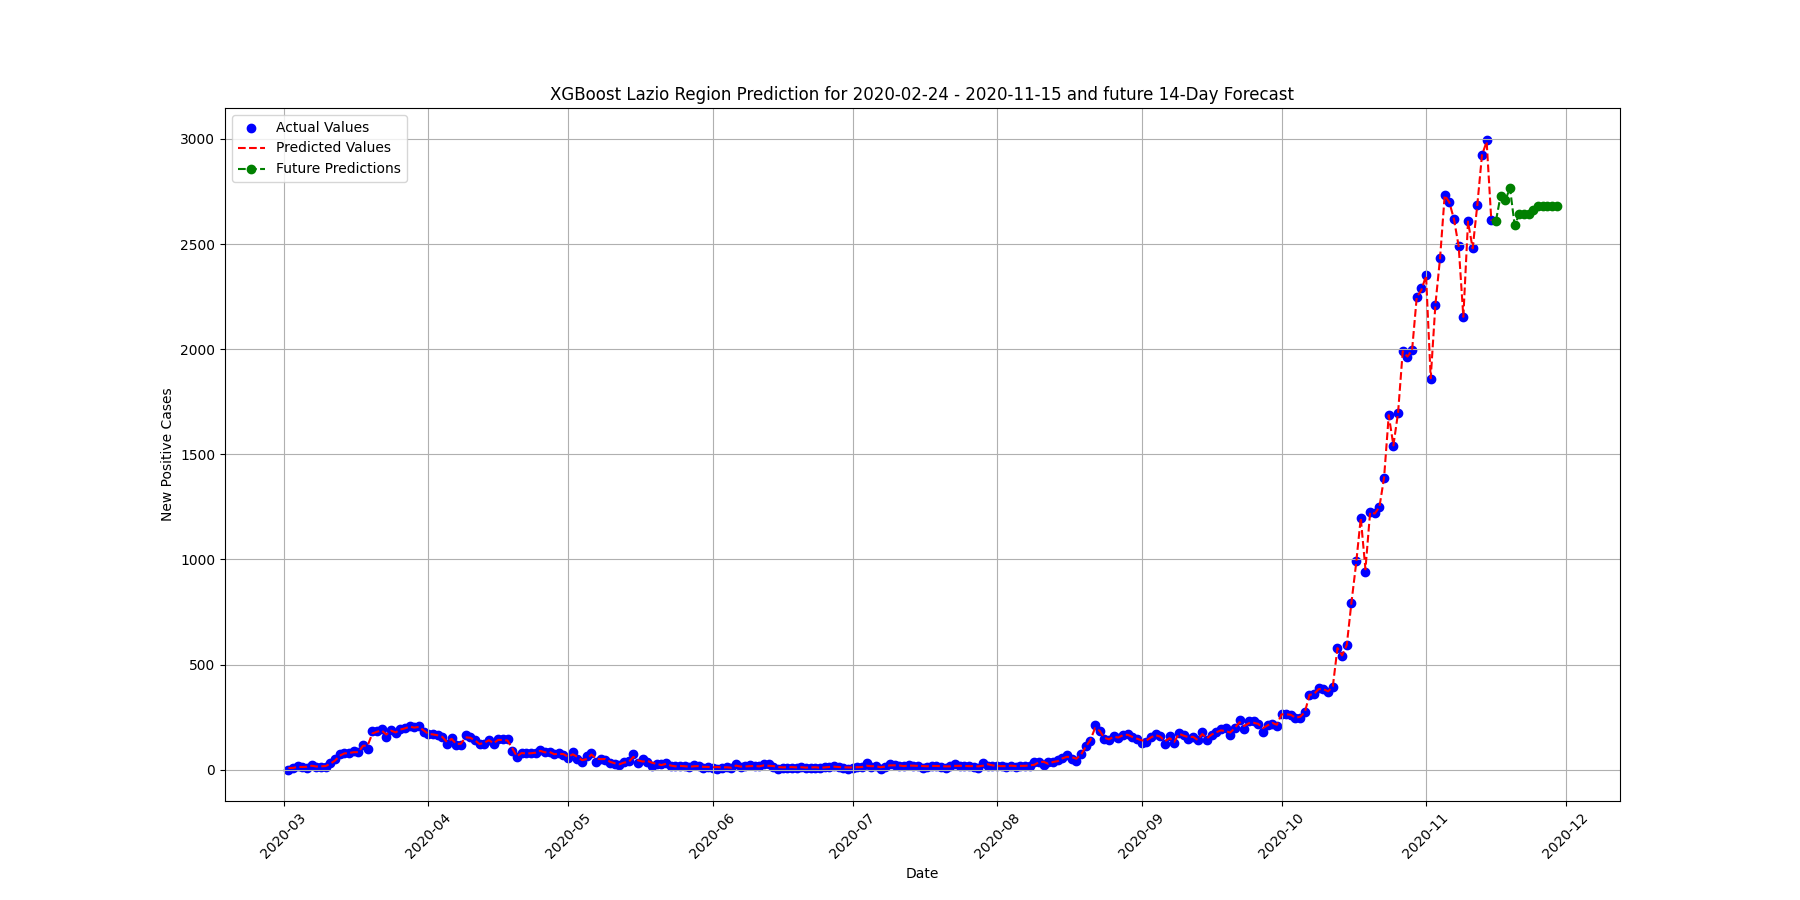 XGBoost Lazio Region Prediction for 2020-02-24 - 2020-11-15 and future 14-Day Forecast
Actual Values
Predicted Values
Future Predictions
New Positive Cases
3000
2500
2000
1500
1000
500
0
2020-03
2020-04
2020-05
2020-06
2020-07
2020-08
2020-09
2020-10
2020-11
2020-12
Date